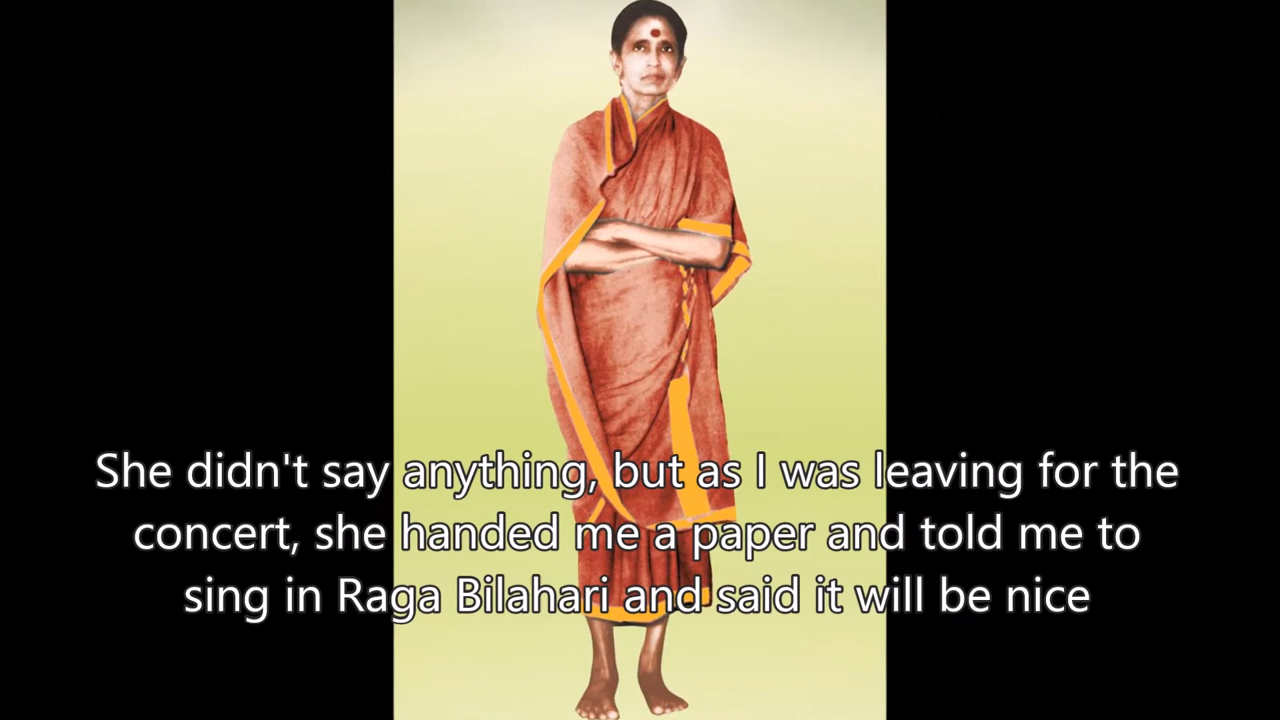 She didn't say anything, but as I was leaving for the
concert, she handed me a paper and told me to
sing in Raga Bilahari and said it will be nice